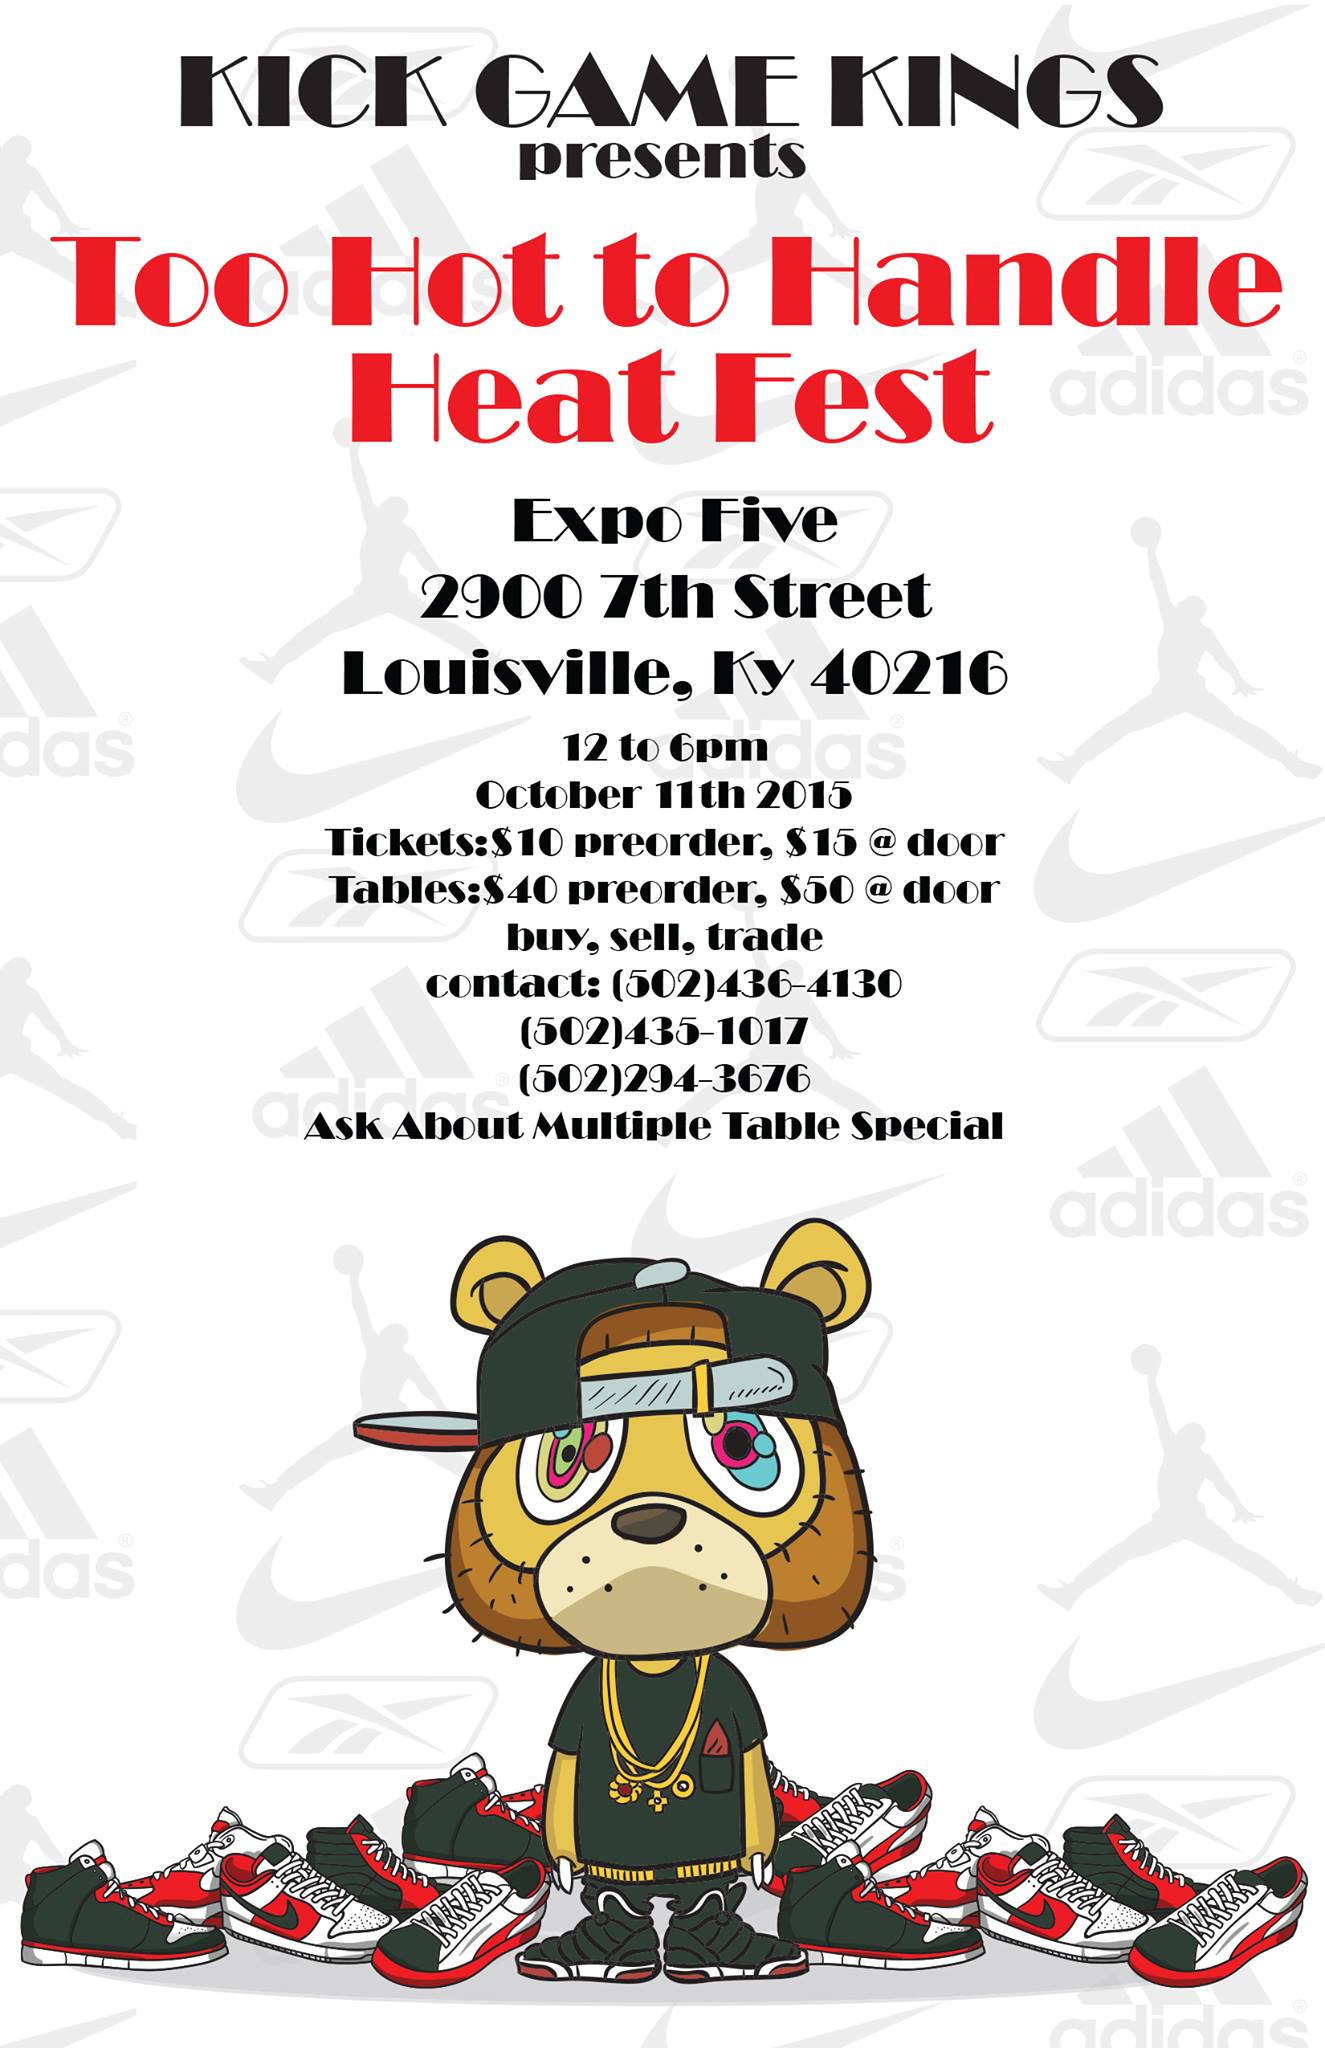 KICK GAME KINGS
presents
Too Hot to Handle
Heat Fest
Expo Five
2900 7th Street
Louisville, Ky 40216
12 to 6pm
October 11th 2015
Tickets:$10 preorder, $15 @ door
Tables:$40 preorder, $50 @ door
buy, sell, trade
contact: (502)436-4130
(502)435-1017
(502)294-3676
Ask About Multiple Table Special
adidas
adidas®
das®
adidas®
adidas®
adidas®
das®
adidas